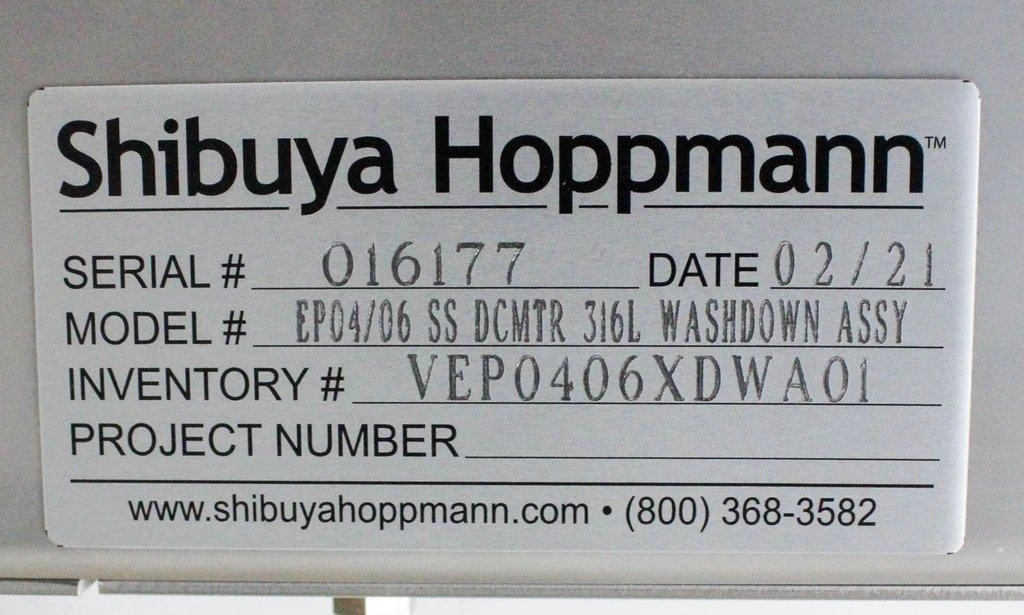 Shibuya Hoppmann™
SERIAL # 016177 DATE 02/21
MODEL # EP04/06 SS DCMTR 316L WASHDOWN ASSY
INVENTORY # VEP0406XDWA01
PROJECT NUMBER
www.shibuyahoppmann.com • (800) 368-3582